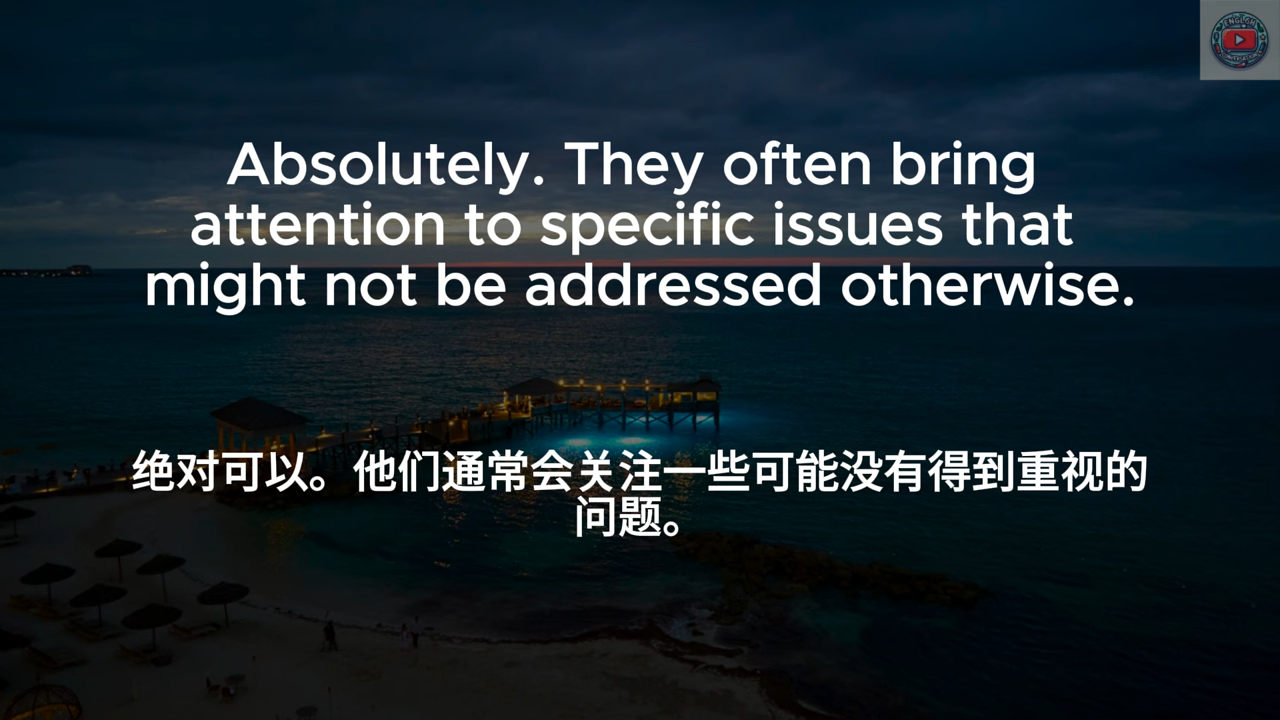 Absolutely. They often bring
attention to specific issues that
might not be addressed otherwise.
绝对可以。他们通常会关注一些可能没有得到重视的
问题。